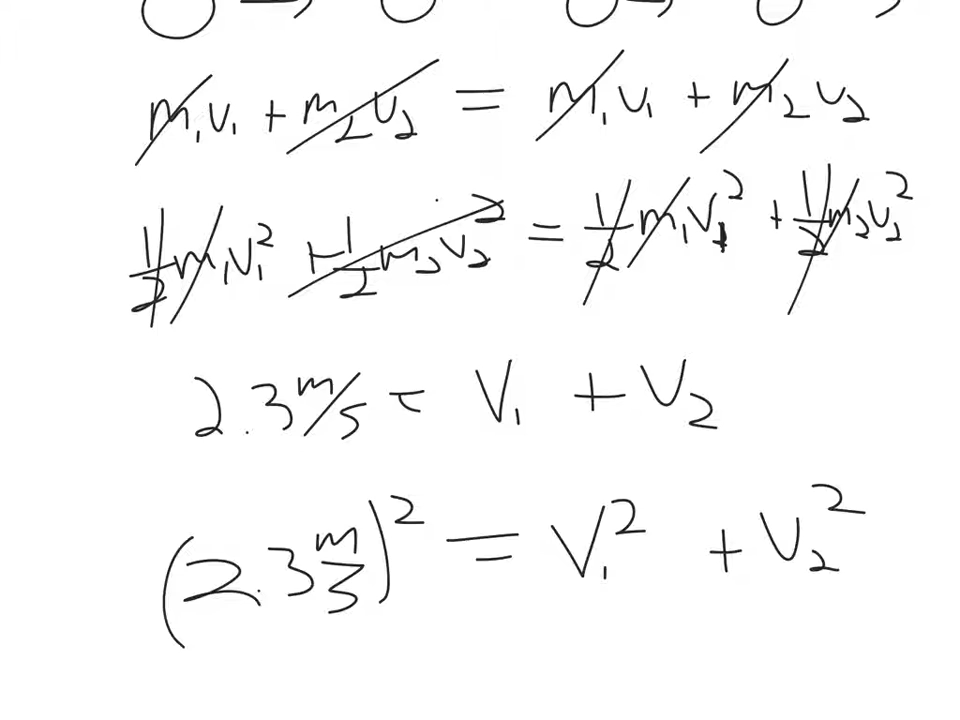 m₁v₁ + m₂v₂ = m₁v₁ + m₂v₂
½m₁v₁² + ½m₂v₂² = ½m₁v₁² + ½m₂v₂²
2.3 m/s = v₁ + v₂
(2.3 m/s)² = v₁² + v₂²